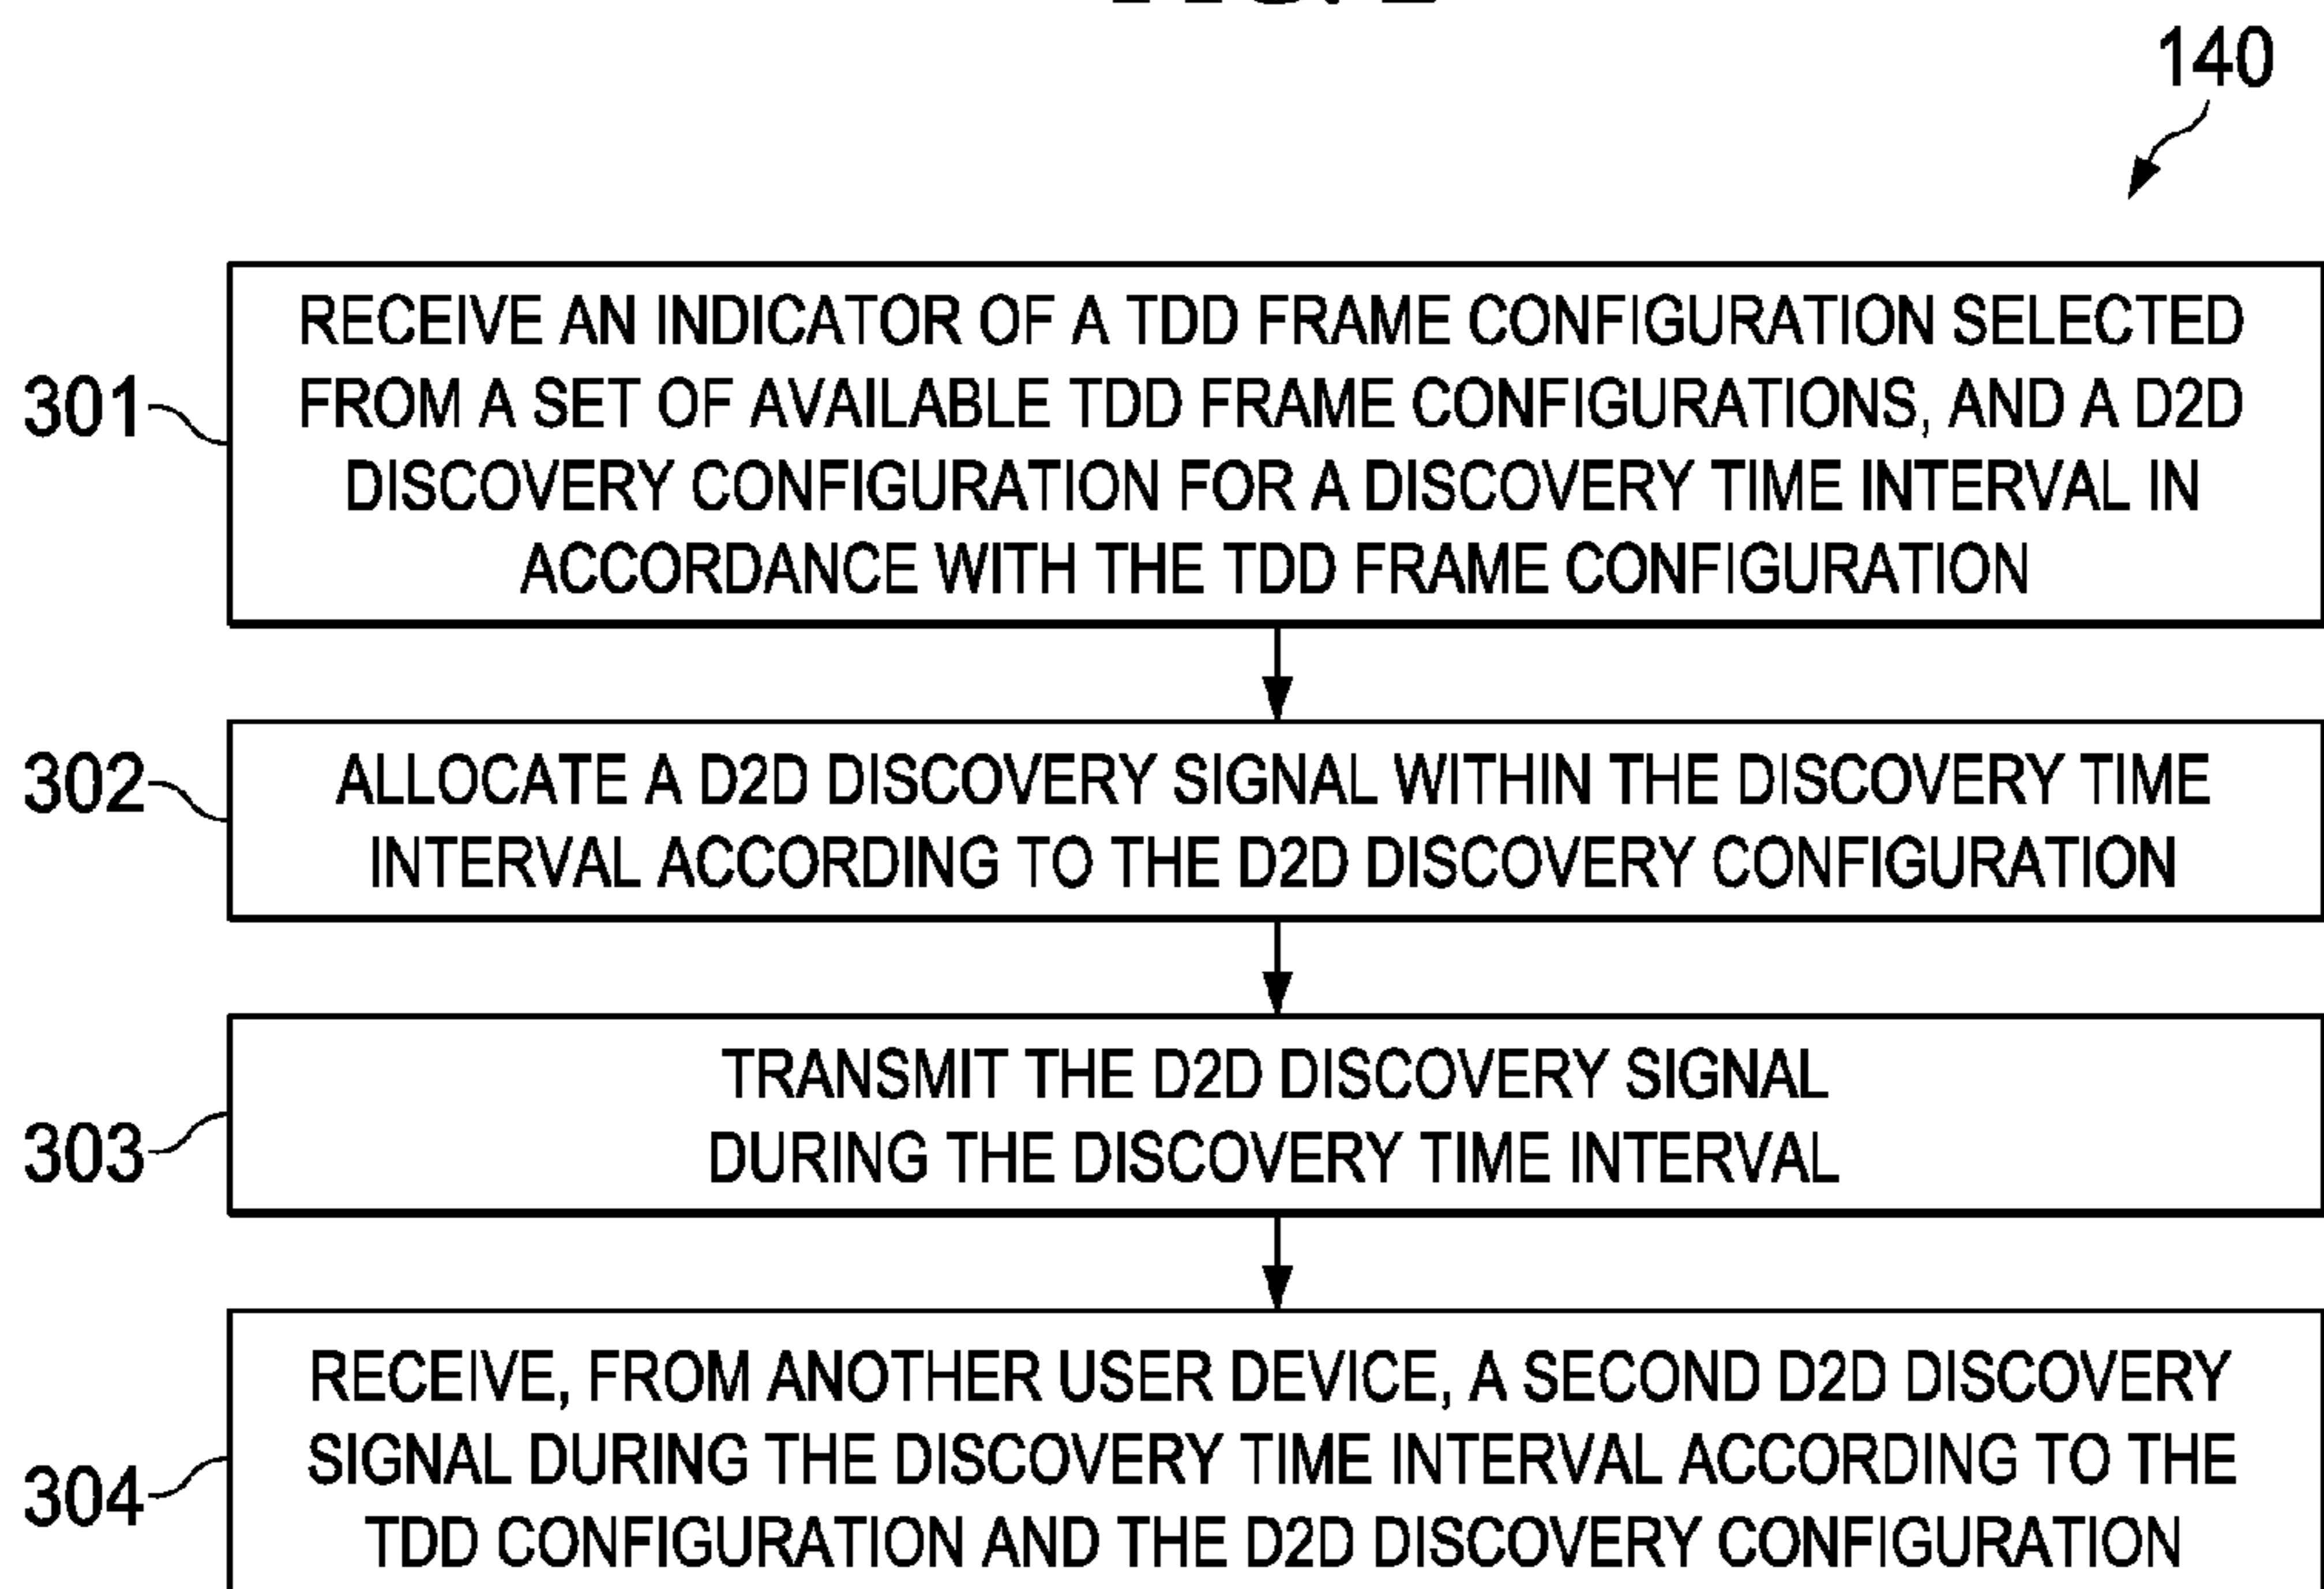 140
301
RECEIVE AN INDICATOR OF A TDD FRAME CONFIGURATION SELECTED
FROM A SET OF AVAILABLE TDD FRAME CONFIGURATIONS, AND A D2D
DISCOVERY CONFIGURATION FOR A DISCOVERY TIME INTERVAL IN
ACCORDANCE WITH THE TDD FRAME CONFIGURATION
302
ALLOCATE A D2D DISCOVERY SIGNAL WITHIN THE DISCOVERY TIME
INTERVAL ACCORDING TO THE D2D DISCOVERY CONFIGURATION
303
TRANSMIT THE D2D DISCOVERY SIGNAL
DURING THE DISCOVERY TIME INTERVAL
304
RECEIVE, FROM ANOTHER USER DEVICE, A SECOND D2D DISCOVERY
SIGNAL DURING THE DISCOVERY TIME INTERVAL ACCORDING TO THE
TDD CONFIGURATION AND THE D2D DISCOVERY CONFIGURATION